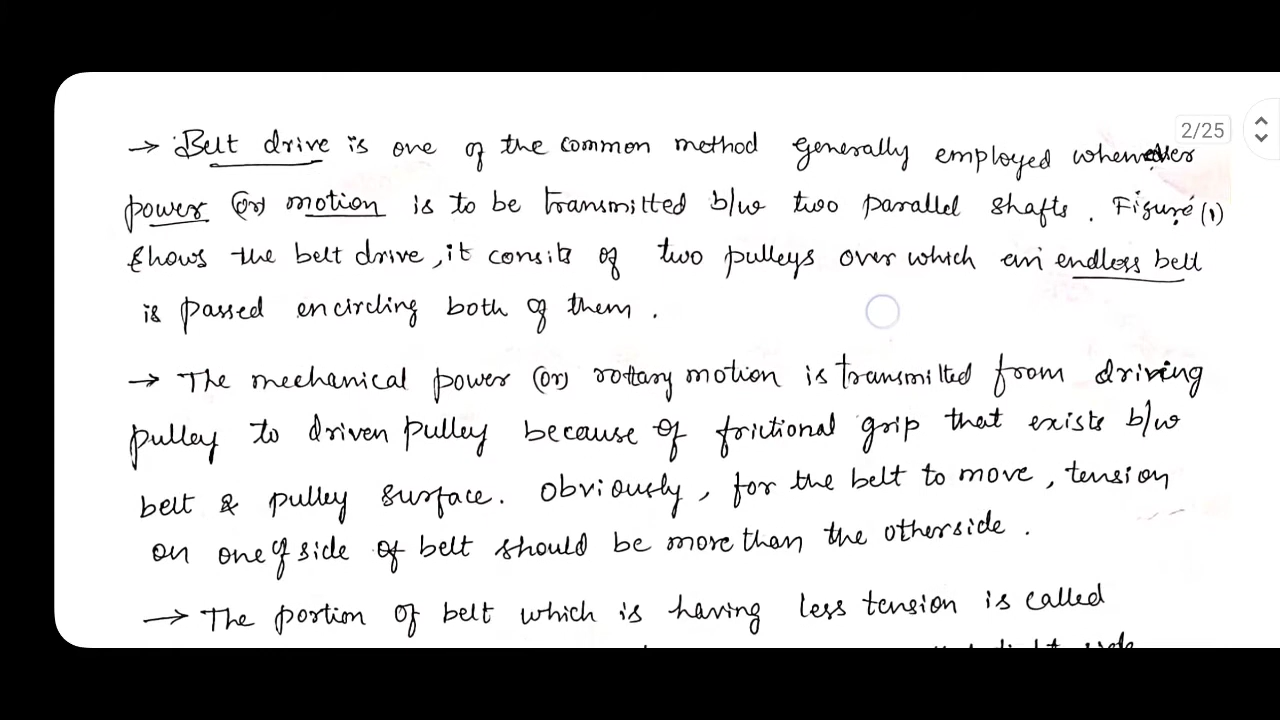 → Belt drive is one of the common method generally employed whenever
power (or) motion is to be transmitted b/w two parallel shafts. Figure (1)
shows the belt drive, it consits of two pulleys over which an endless belt
is passed encircling both of them.
→ The mechanical power (or) rottary motion is transmitted from driving
pulley to driven pulley because of frictional grip that exists b/w
belt & pulley surface. Obviously, for the belt to move, tension
on one of side of belt should be more than the otherside.
→ The portion of belt which is having less tension is called
2/25